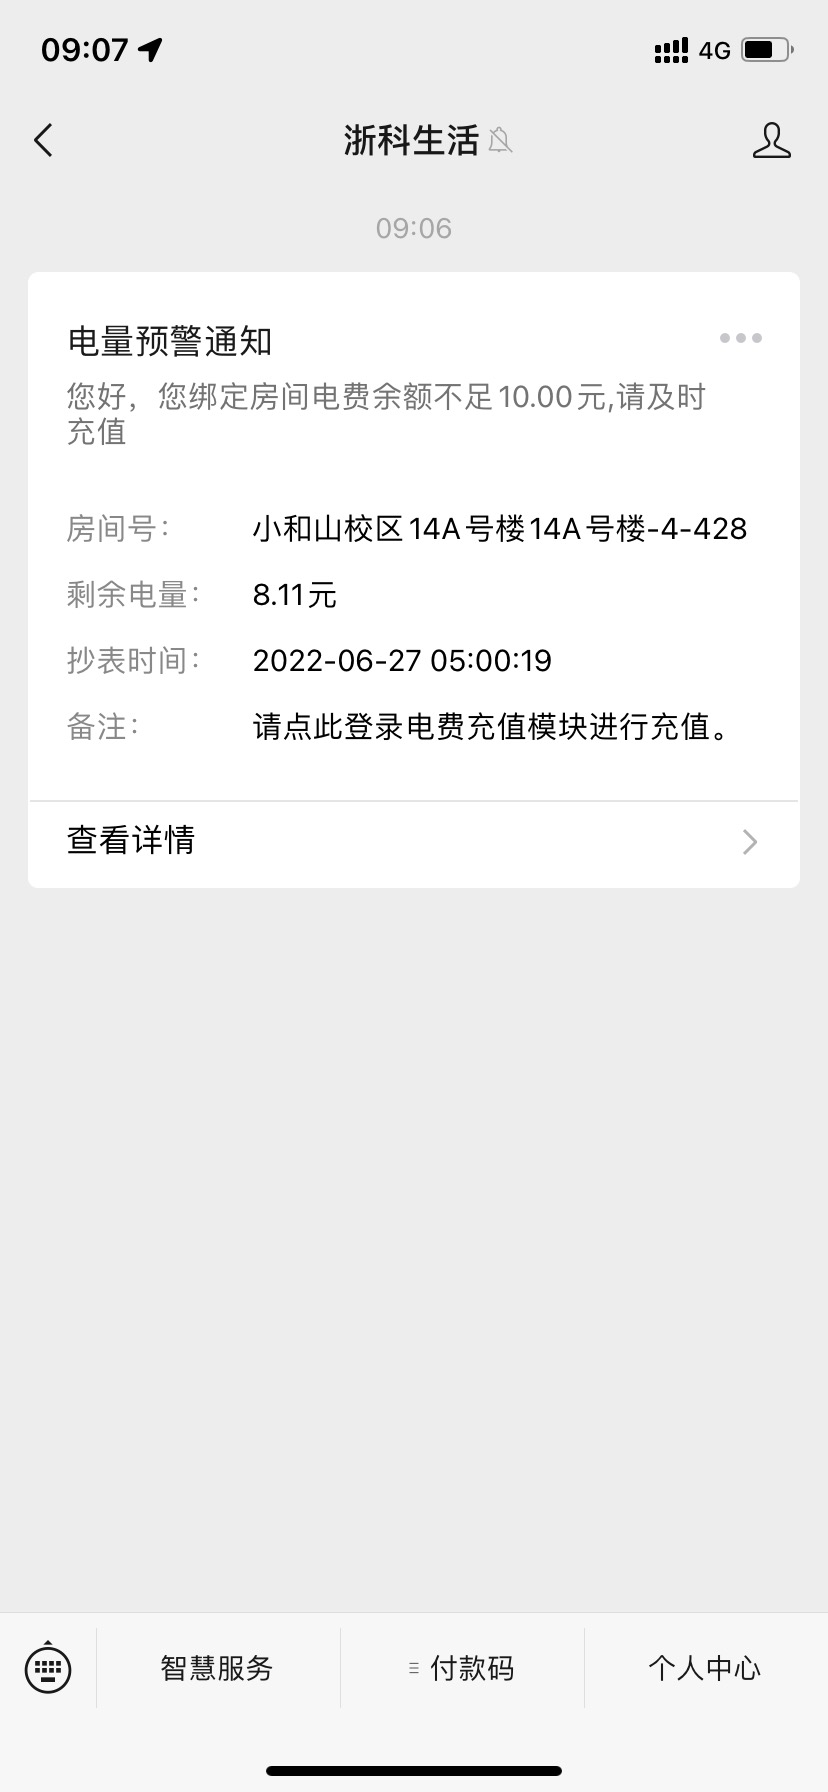 09:07 4G
浙科生活
09:06
电量预警通知
您好，您绑定房间电费余额不足10.00元,请及时
充值
房间号： 小和山校区14A号楼14A号楼-4-428
剩余电量： 8.11元
抄表时间： 2022-06-27 05:00:19
备注： 请点此登录电费充值模块进行充值。
查看详情
智慧服务 付款码 个人中心